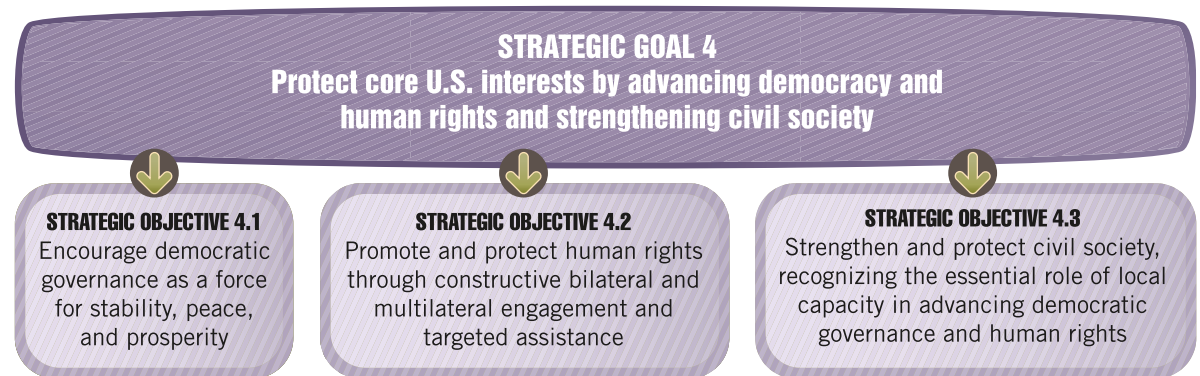 STRATEGIC GOAL 4
Protect core U.S. interests by advancing democracy and
human rights and strengthening civil society
STRATEGIC OBJECTIVE 4.1
Encourage democratic
governance as a force
for stability, peace,
and prosperity
STRATEGIC OBJECTIVE 4.2
Promote and protect human rights
through constructive bilateral and
multilateral engagement and
targeted assistance
STRATEGIC OBJECTIVE 4.3
Strengthen and protect civil society,
recognizing the essential role of local
capacity in advancing democratic
governance and human rights